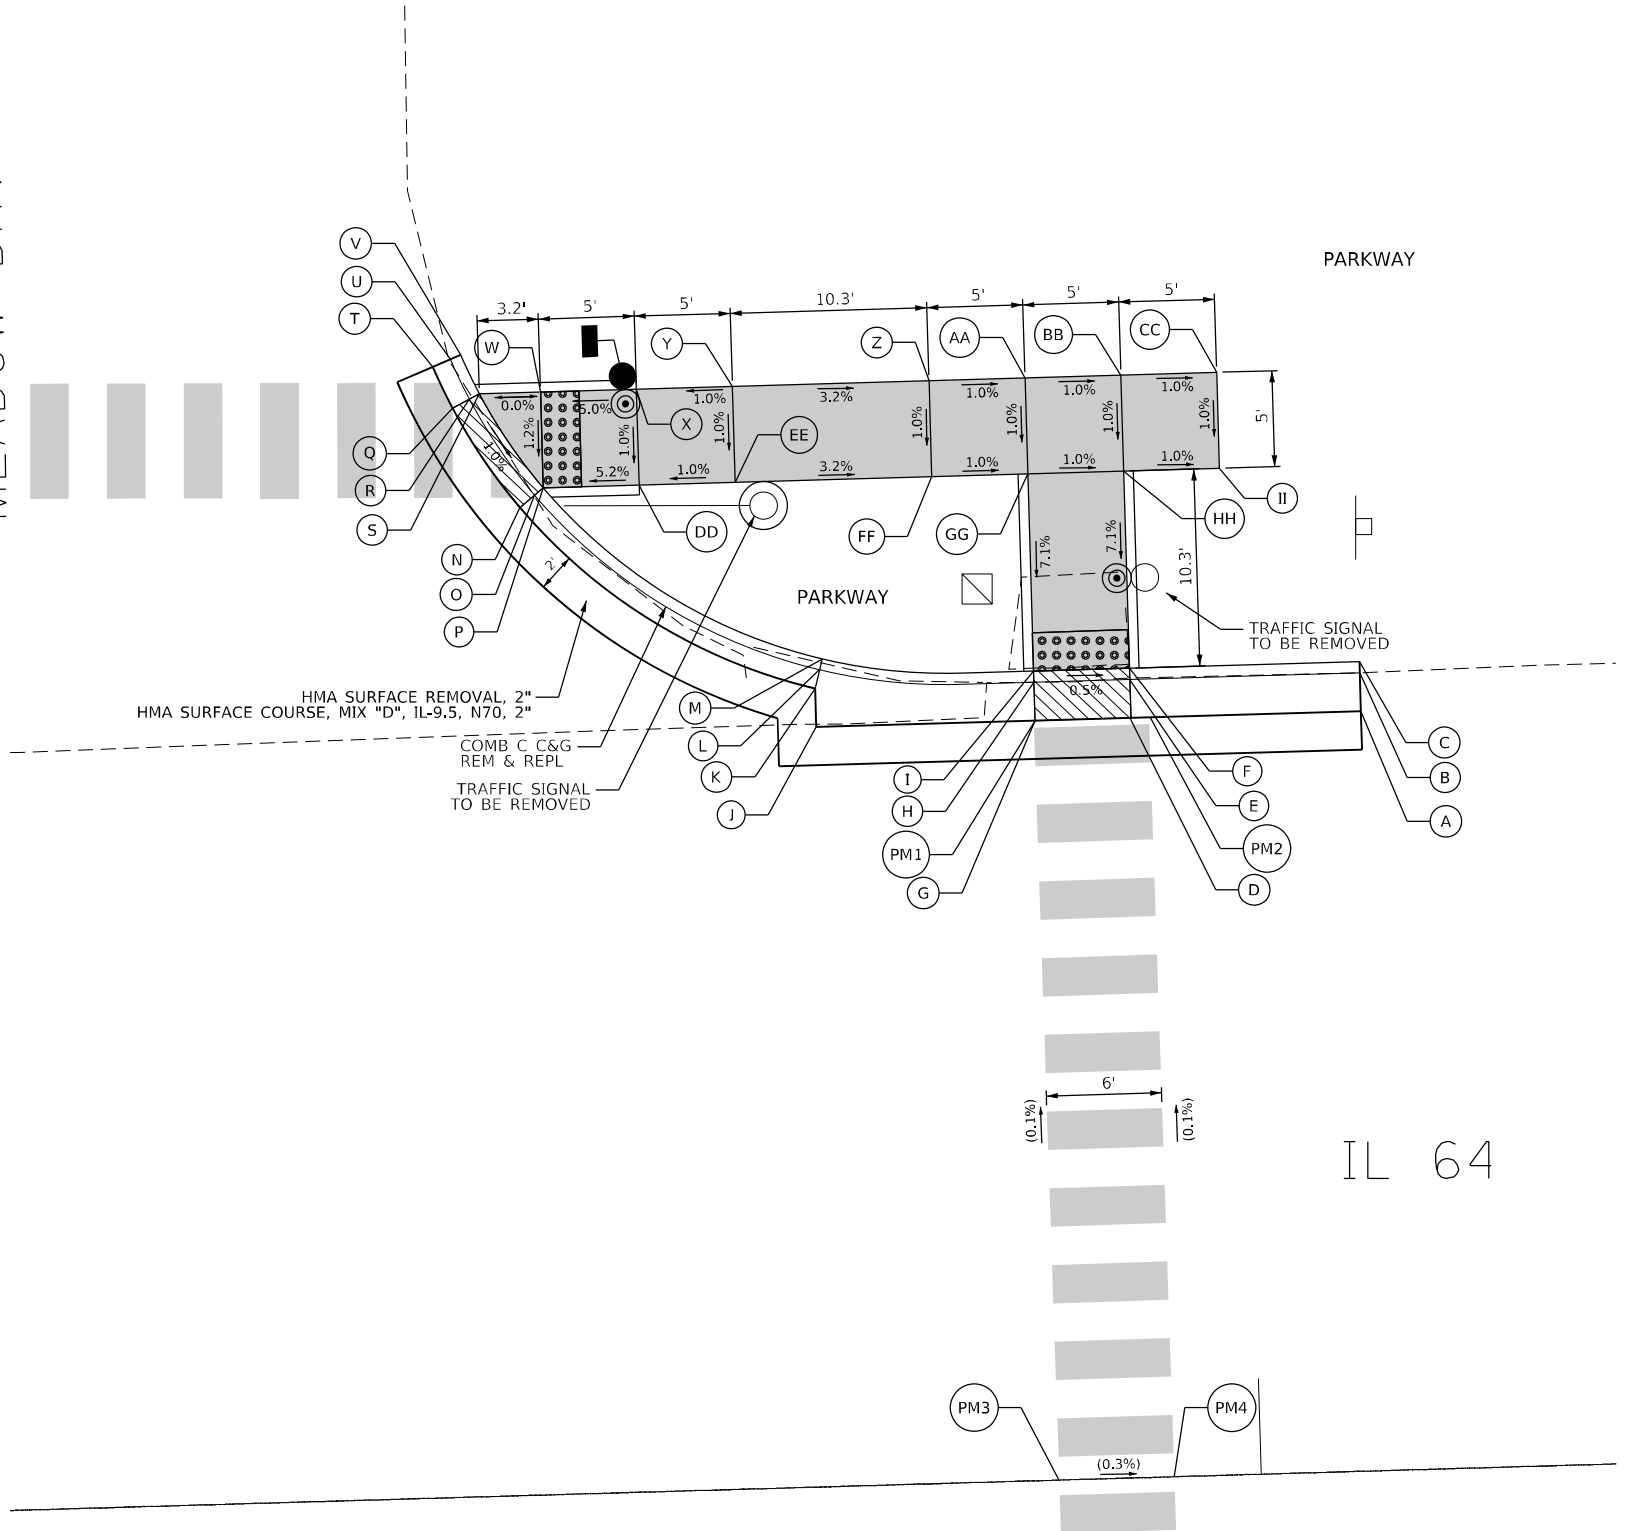 PARKWAY
V
U
T
3.2'
5'
5'
10.3'
5'
5'
5'
W
Y
Z
AA
BB
CC
0.0%
5.0%
1.0%
3.2%
1.0%
1.0%
1.0%
1.2%
1.0%
1.0%
1.0%
1.0%
1.0%
1.0%
5'
X
EE
1.0%
5.2%
1.0%
3.2%
1.0%
1.0%
1.0%
Q
R
S
N
O
P
DD
FF
GG
HH
II
7.1%
7.1%
10.3'
2'
PARKWAY
TRAFFIC SIGNAL
TO BE REMOVED
HMA SURFACE REMOVAL, 2"
HMA SURFACE COURSE, MIX "D", IL-9.5, N70, 2"
0.5%
COMB C C&G
REM & REPL
TRAFFIC SIGNAL
TO BE REMOVED
M
L
K
J
I
H
PM1
G
F
E
PM2
D
C
B
A
6'
(0.1%)
(0.1%)
IL 64
PM3
PM4
(0.3%)